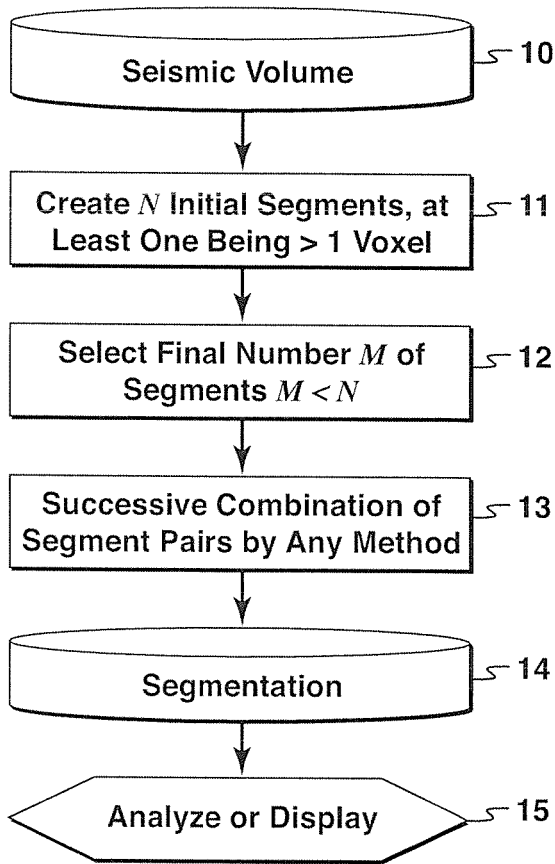 Seismic Volume
10
Create N Initial Segments, at
Least One Being > 1 Voxel
11
Select Final Number M of
Segments M < N
12
Successive Combination of
Segment Pairs by Any Method
13
Segmentation
14
Analyze or Display
15